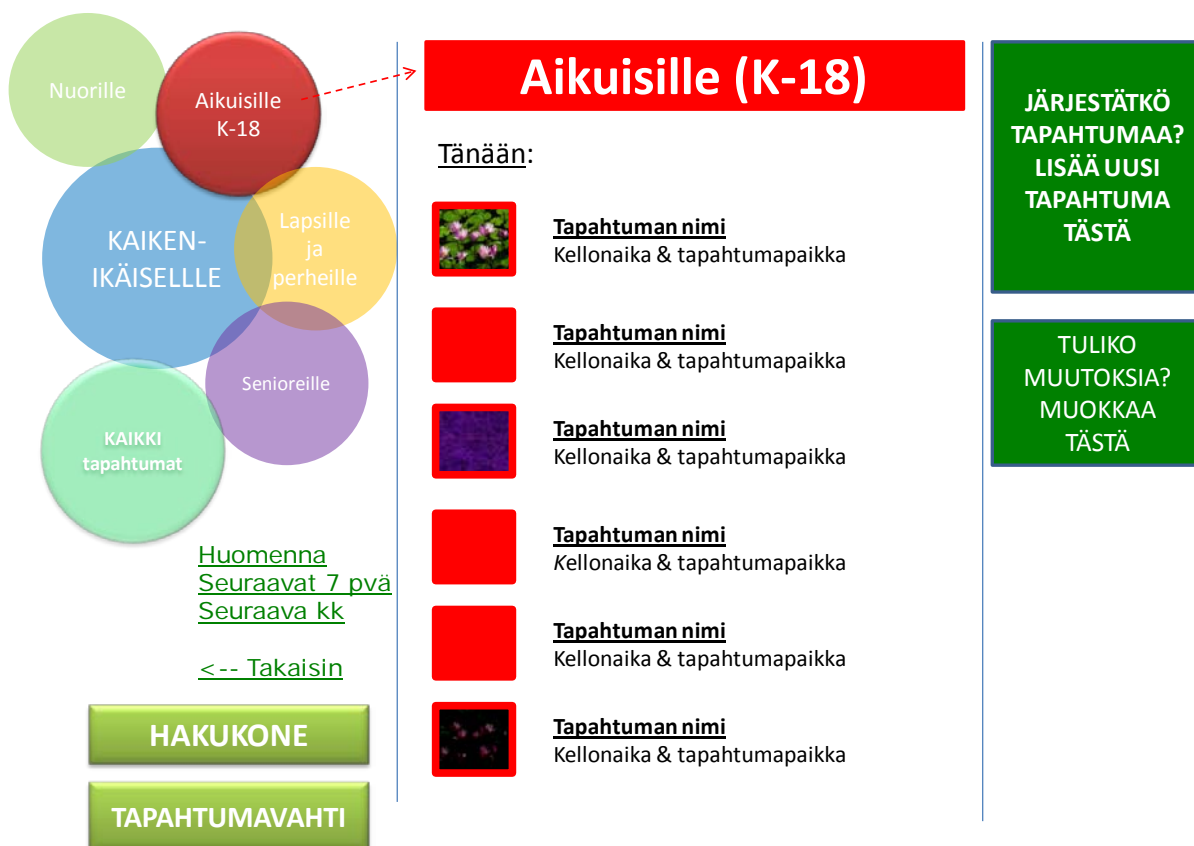 Nuorille
Aikuisille
K-18
KAIKEN-
IKÄISELLLE
Lapsille
ja
perheille
Senioreille
KAIKKI
tapahtumat
Huomenna
Seuraavat 7 pvä
Seuraava kk
<-- Takaisin
HAKUKONE
TAPAHTUMAVAHTI
Aikuisille (K-18)
Tänään:
Tapahtuman nimi
Kellonaika & tapahtumapaikka
Tapahtuman nimi
Kellonaika & tapahtumapaikka
Tapahtuman nimi
Kellonaika & tapahtumapaikka
Tapahtuman nimi
Kellonaika & tapahtumapaikka
Tapahtuman nimi
Kellonaika & tapahtumapaikka
Tapahtuman nimi
Kellonaika & tapahtumapaikka
JÄRJESTÄTKÖ
TAPAHTUMAA?
LISÄÄ UUSI
TAPAHTUMA
TÄSTÄ
TULIKO
MUUTOKSIA?
MUOKKAA
TÄSTÄ